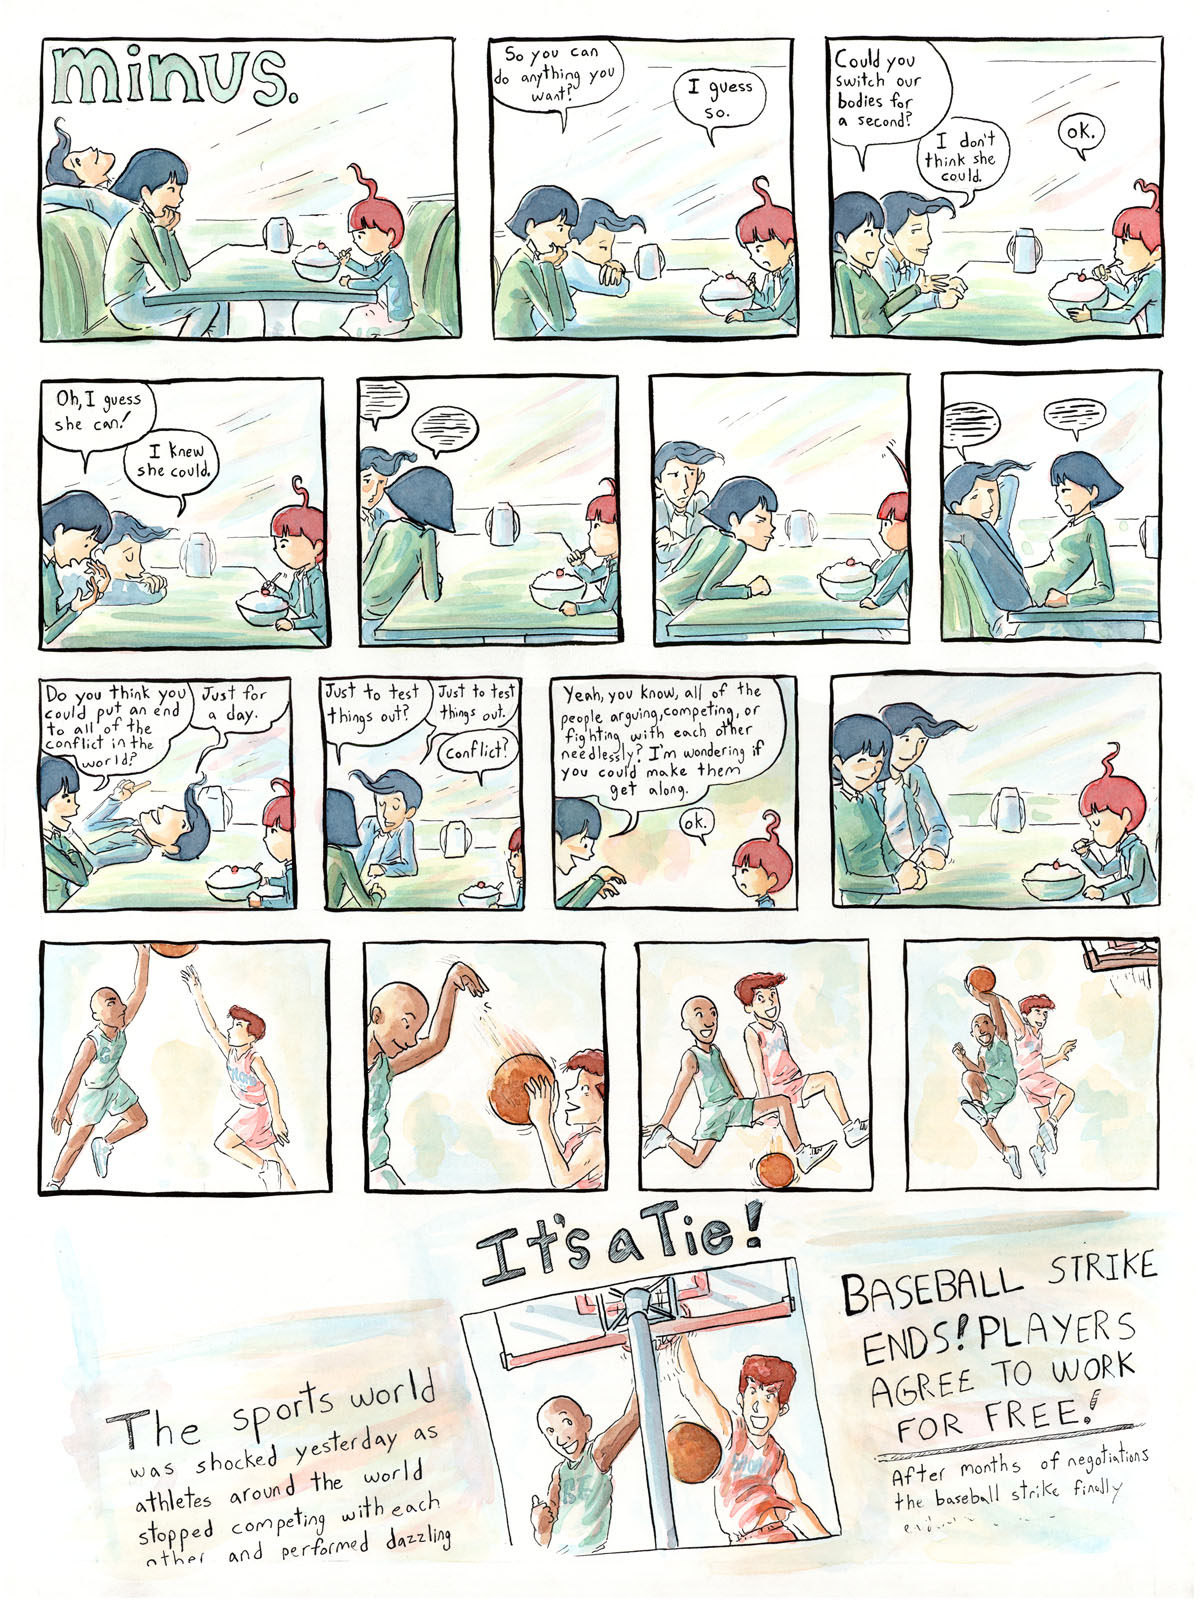 minus.
So you can
do anything you
want?
I guess
so.
Could you
switch our
bodies for
a second?
I don't
think she
could.
ok.
Oh, I guess
she can!
I knew
she could.
Do you think you
could put an end
to all of the
conflict in the
world?
Just for
a day.
Just to test
things out?
Just to test
things out.
Conflict?
Yeah, you know, all of the
people arguing, competing, or
fighting with each other
needlessly? I'm wondering if
you could make them
get along.
ok.
It's a Tie!
The sports world
was shocked yesterday as
athletes around the world
stopped competing with each
other and performed dazzling
BASEBALL STRIKE
ENDS! PLAYERS
AGREE TO WORK
FOR FREE!
After months of negotiations
the baseball strike finally